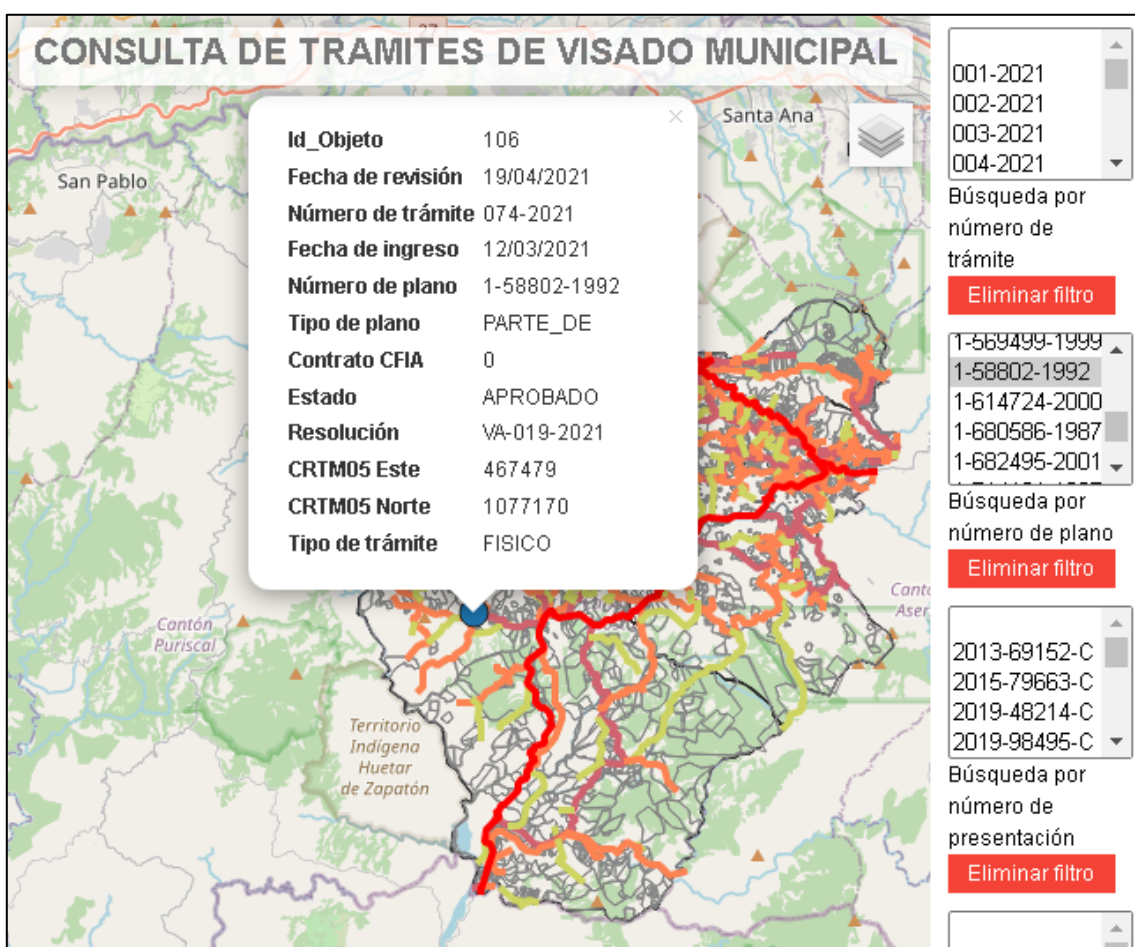 27
CONSULTA DE TRAMITES DE VISADO MUNICIPAL
Santa Ana
San Pablo
Id_Objeto 106
Fecha de revisión 19/04/2021
Número de trámite 074-2021
Fecha de ingreso 12/03/2021
Número de plano 1-58802-1992
Tipo de plano PARTE_DE
Contrato CFIA 0
Estado APROBADO
Resolución VA-019-2021
CRTM05 Este 467479
CRTM05 Norte 1077170
Tipo de trámite FISICO
Cantón
Puriscal
Territorio
Indígena
Huetar
de Zapatón
Cant
Aser
001-2021
002-2021
003-2021
004-2021
Búsqueda por
número de
trámite
Eliminar filtro
1-569499-1999
1-58802-1992
1-614724-2000
1-680586-1987
1-682495-2001
Búsqueda por
número de plano
Eliminar filtro
2013-69152-C
2015-79663-C
2019-48214-C
2019-98495-C
Búsqueda por
número de
presentación
Eliminar filtro